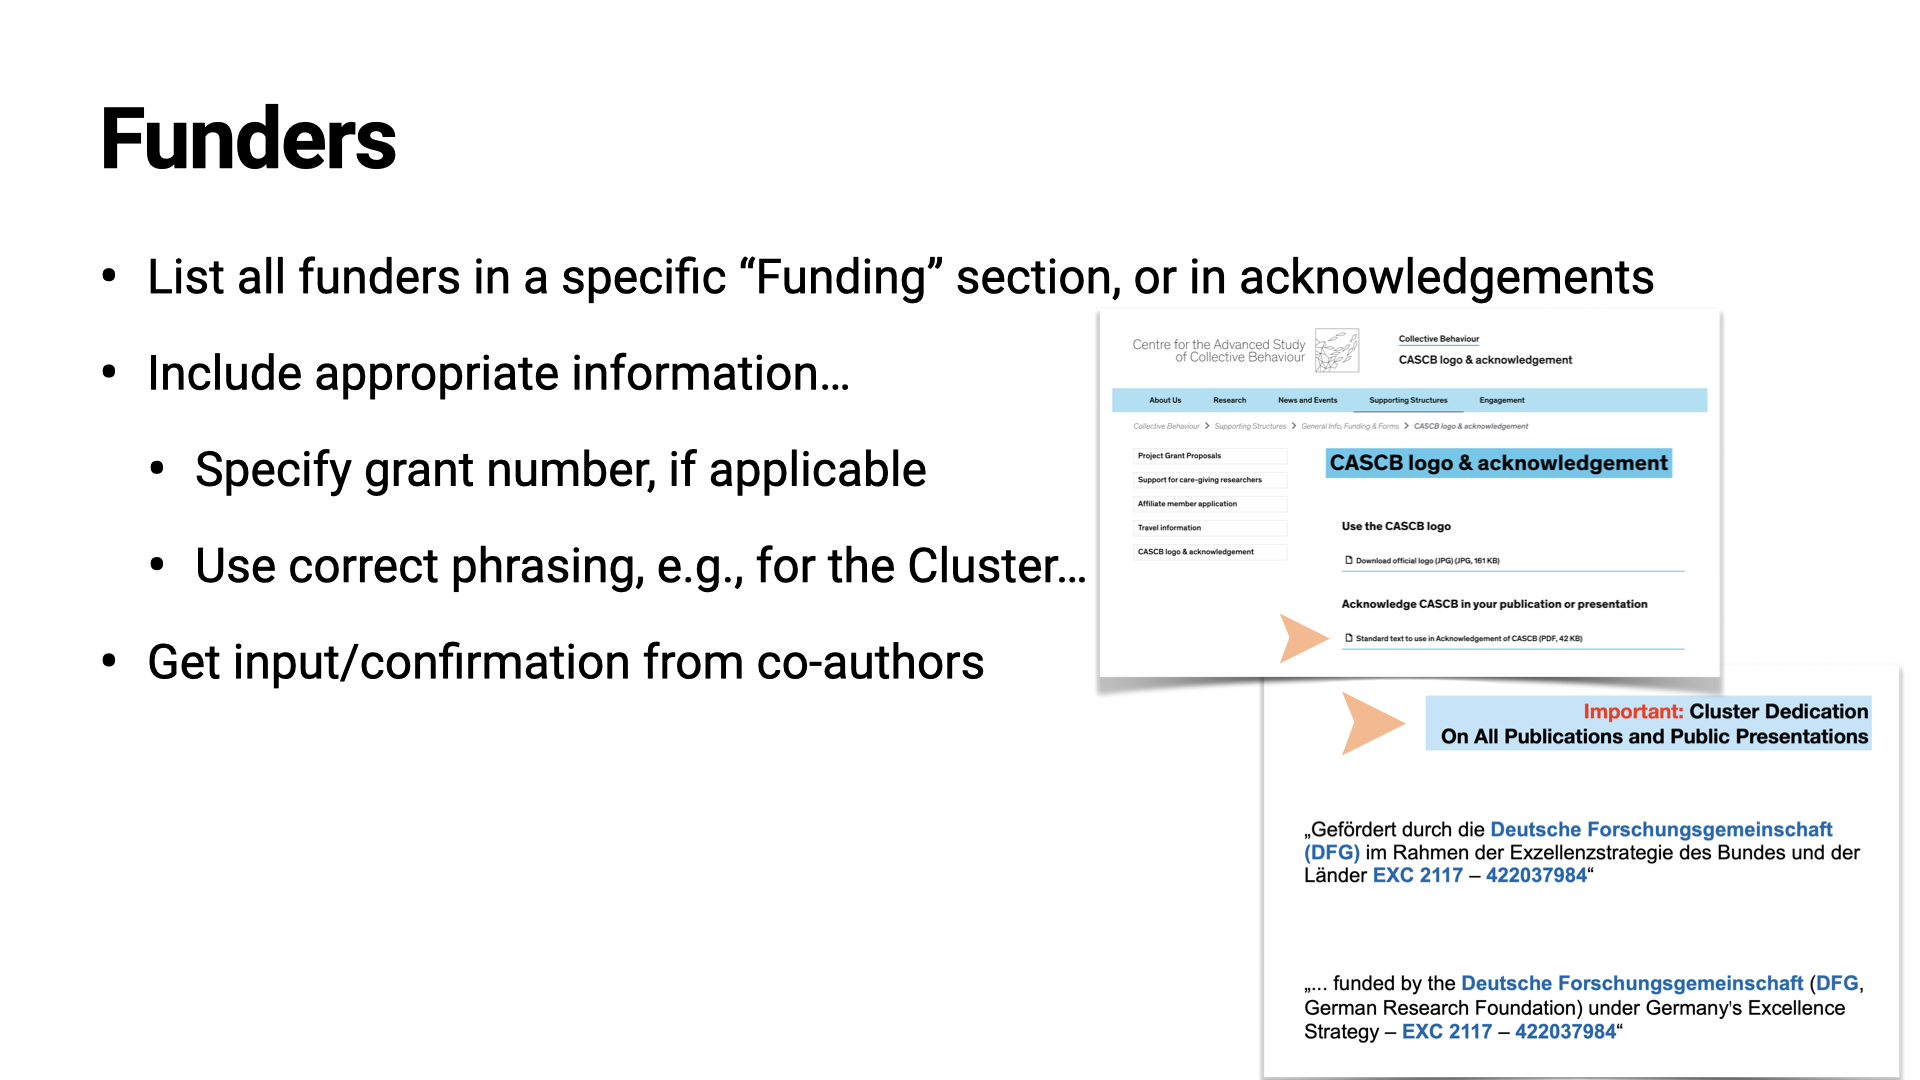 Funders
• List all funders in a specific “Funding” section, or in acknowledgements
• Include appropriate information…
• Specify grant number, if applicable
• Use correct phrasing, e.g., for the Cluster…
• Get input/confirmation from co-authors
Centre for the Advanced Study
of Collective Behaviour
Collective Behaviour
CASCB logo & acknowledgement
About Us Research News and Events Supporting Structures Engagement
Collective Behaviour > Supporting Structures > General Info, Funding & Forms > CASCB logo & acknowledgement
Project Grant Proposals
Support for care-giving researchers
Affiliate member application
Travel information
CASCB logo & acknowledgement
CASCB logo & acknowledgement
Use the CASCB logo
Download official logo (JPG) (JPG, 161 KB)
Acknowledge CASCB in your publication or presentation
Standard text to use in Acknowledgement of CASCB (PDF, 42 KB)
Important: Cluster Dedication
On All Publications and Public Presentations
„Gefördert durch die Deutsche Forschungsgemeinschaft
(DFG) im Rahmen der Exzellenzstrategie des Bundes und der
Länder EXC 2117 – 422037984“
„... funded by the Deutsche Forschungsgemeinschaft (DFG,
German Research Foundation) under Germany's Excellence
Strategy – EXC 2117 – 422037984“